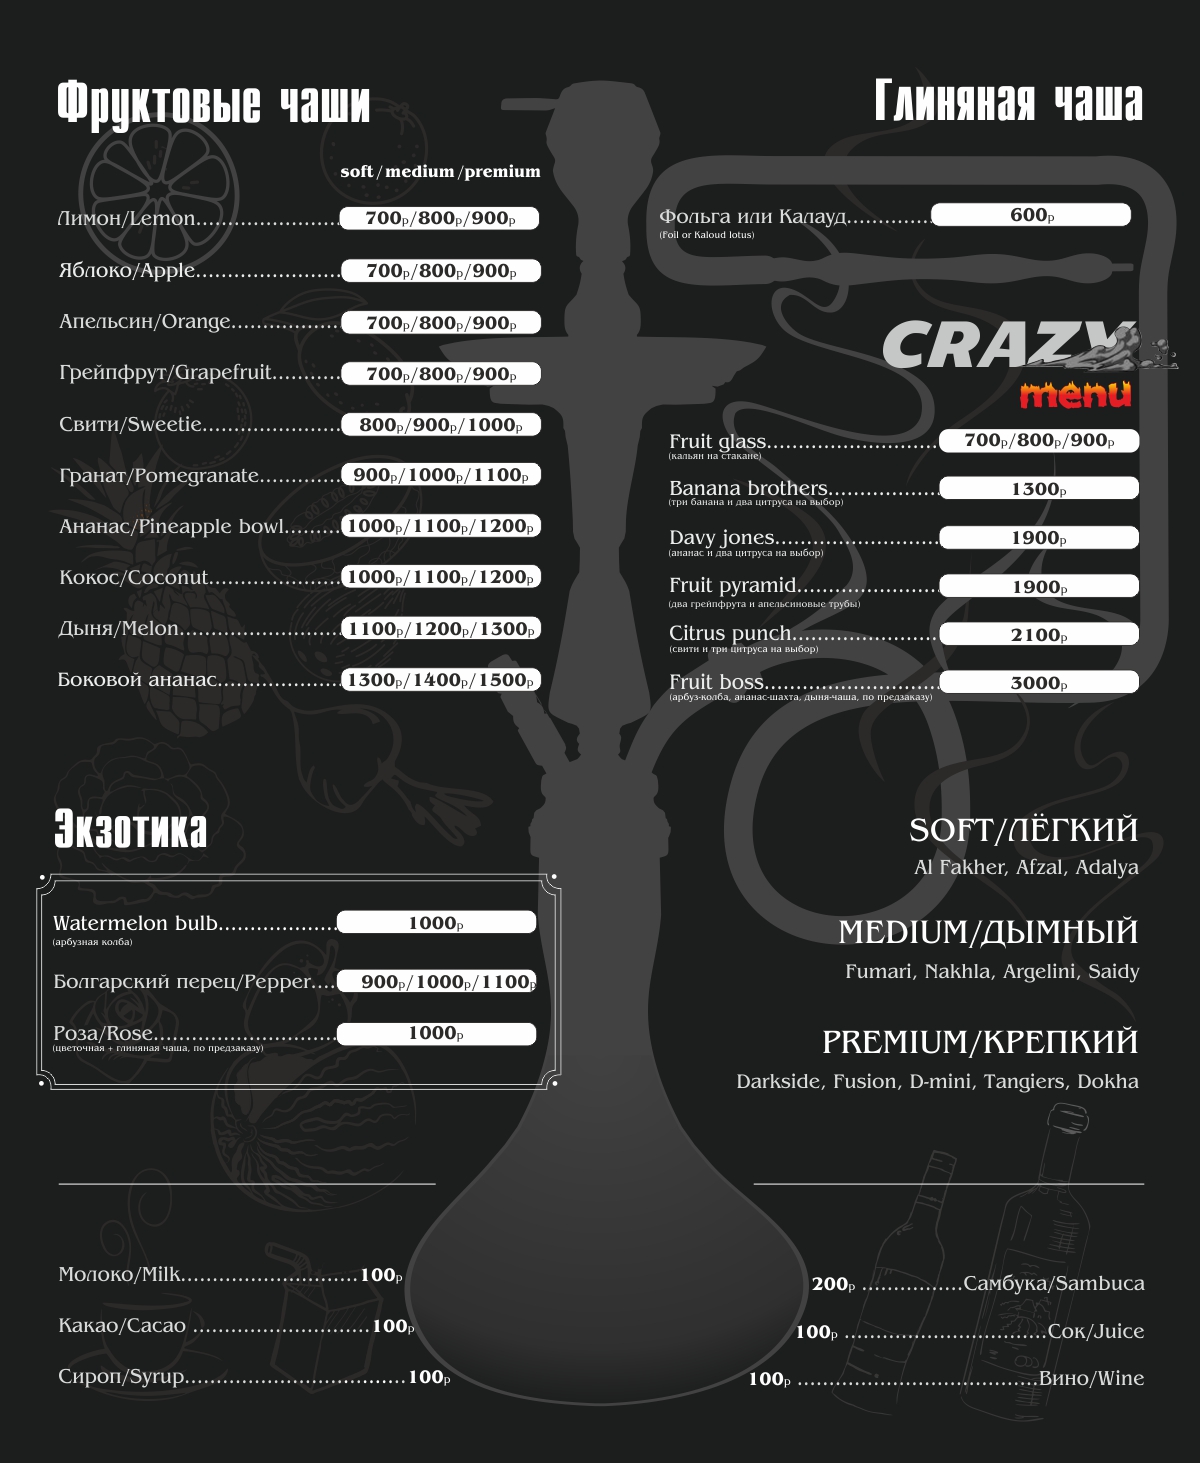 Фруктовые чаши
soft/medium/premium
Лимон/Lemon......................700р/800р/900р
Яблоко/Apple......................700р/800р/900р
Апельсин/Orange.................700р/800р/900р
Грейпфрут/Grapefruit...........700р/800р/900р
Свити/Sweetie.....................800р/900р/1000р
Гранат/Pomegranate.............900р/1000р/1100р
Ананас/Pineapple bowl.........1000р/1100р/1200р
Кокос/Coconut....................1000р/1100р/1200р
Дыня/Melon.........................1100р/1200р/1300р
Боковой ананас...................1300р/1400р/1500р
Экзотика
Watermelon bulb..................1000р
(арбузная колба)
Болгарский перец/Pepper....900р/1000р/1100р
Роза/Rose............................1000р
(цветочная + глиняная чаша, по предзаказу)
Молоко/Milk...........................100р
Какао/Cacao ...........................100р
Сироп/Syrup..................................100р
Глиняная чаша
Фольга или Калауд.............600р
(Foil or Kaloud lotus)
CRAZY
menu
Fruit glass..........................700р/800р/900р
(кальян на стакане)
Banana brothers.................1300р
(три банана и два цитруса на выбор)
Davy jones.........................1900р
(ананас и два цитруса на выбор)
Fruit pyramid......................1900р
(два грейпфрута и апельсиновые трубы)
Citrus punch.......................2100р
(свити и три цитруса на выбор)
Fruit boss...........................3000р
(арбуз-колба, ананас-шахта, дыня-чаша, по предзаказу)
SOFT/ЛЁГКИЙ
Al Fakher, Afzal, Adalya
MEDIUM/ДЫМНЫЙ
Fumari, Nakhla, Argelini, Saidy
PREMIUM/КРЕПКИЙ
Darkside, Fusion, D-mini, Tangiers, Dokha
200р ...............Самбука/Sambuca
100р ...............................Сок/Juice
100р .....................................Вино/Wine